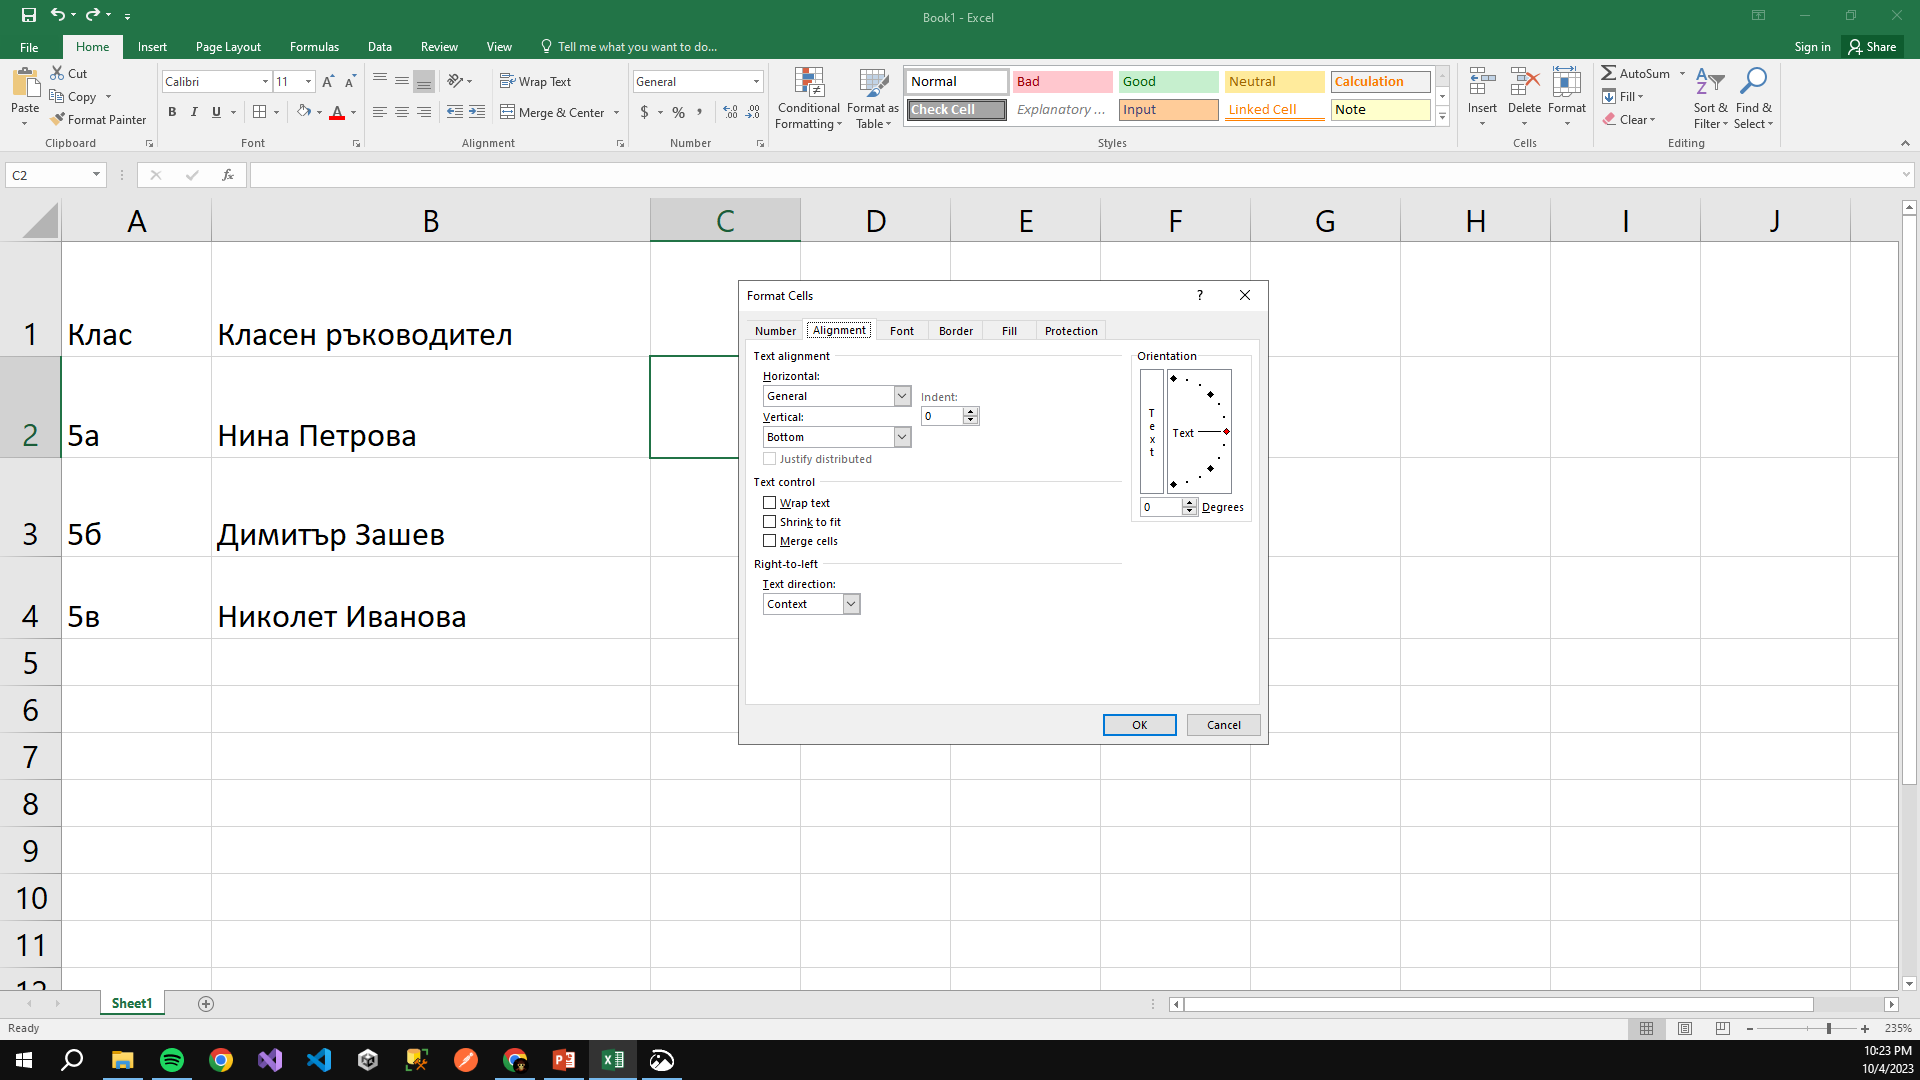 Book1 - Excel
File Home Insert Page Layout Formulas Data Review View Tell me what you want to do... Sign in Share
Paste
Cut
Copy
Format Painter
Clipboard
Calibri 11
B I U A
Font
Wrap Text
Merge & Center
Alignment
General
$ % ,
Number
Conditional Formatting
Format as Table
Normal Bad Good Neutral Calculation
Check Cell Explanatory ... Input Linked Cell Note
Styles
Insert Delete Format
Cells
AutoSum
Fill
Clear
Sort & Filter
Find & Select
Editing
C2 fx
A B C D E F G H I J
1 Клас Класен ръководител
2 5а Нина Петрова
3 5б Димитър Зашев
4 5в Николет Иванова
5
6
7
8
9
10
11
12
Format Cells ?
Number Alignment Font Border Fill Protection
Text alignment
Horizontal:
General
Indent:
0
Vertical:
Bottom
Justify distributed
Text control
Wrap text
Shrink to fit
Merge cells
Right-to-left
Text direction:
Context
Orientation
Text
Text
0 Degrees
OK Cancel
Sheet1
Ready
235%
10:23 PM
10/4/2023